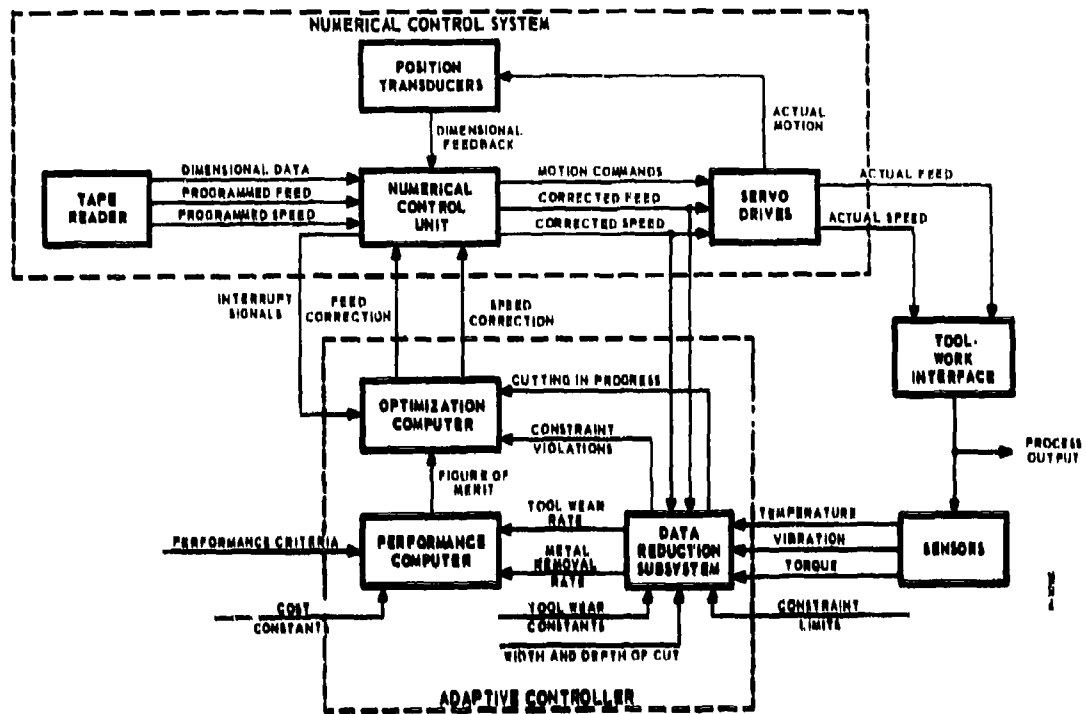 NUMERICAL CONTROL SYSTEM
POSITION
TRANSDUCERS
ACTUAL
MOTION
DIMENSIONAL
FEEDBACK
TAPE
READER
DIMENSIONAL DATA
PROGRAMMED FEED
PROGRAMMED SPEED
NUMERICAL
CONTROL
UNIT
MOTION COMMANDS
CORRECTED FEED
CORRECTED SPEED
SERVO
DRIVES
ACTUAL FEED
ACTUAL SPEED
INTERRUPT
SIGNALS
FEED
CORRECTION
SPEED
CORRECTION
TOOL-
WORK
INTERFACE
CUTTING IN PROGRESS
OPTIMIZATION
COMPUTER
CONSTRAINT
VIOLATIONS
PROCESS
OUTPUT
FIGURE OF
MERIT
TOOL WEAR
RATE
PERFORMANCE CRITERIA
PERFORMANCE
COMPUTER
METAL
REMOVAL
RATE
DATA
REDUCTION
SUBSYSTEM
TEMPERATURE
VIBRATION
TORQUE
SENSORS
COST
CONSTANTS
TOOL WEAR
CONSTANTS
CONSTRAINT
LIMITS
WIDTH AND DEPTH OF CUT
ADAPTIVE CONTROLLER